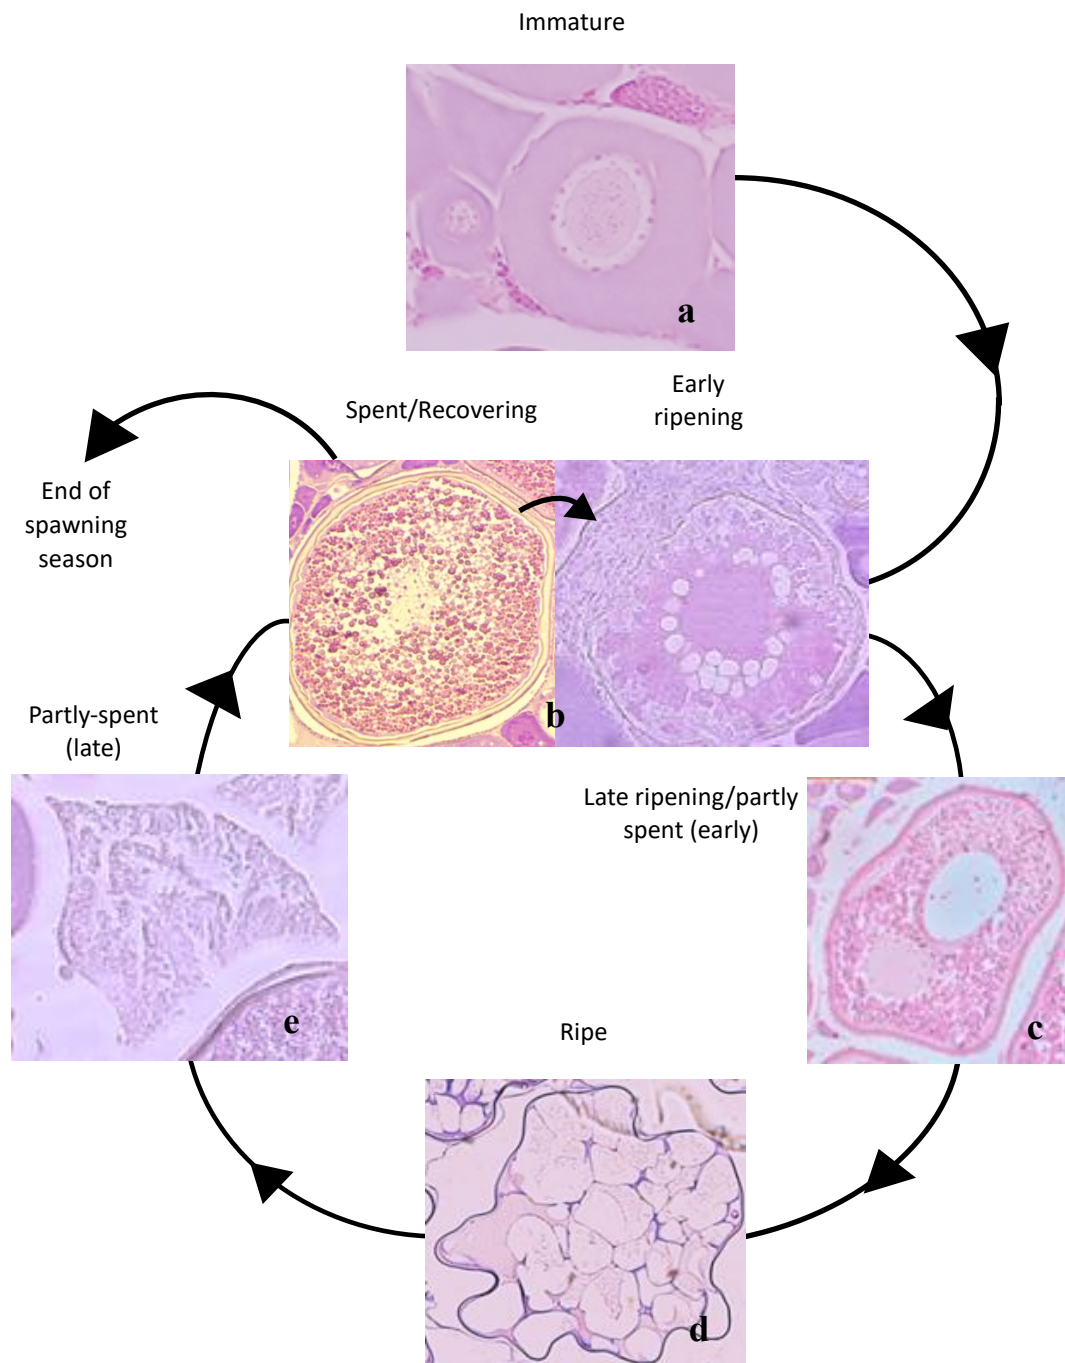 Immature
a
Early
ripening
Spent/Recovering
End of
spawning
season
b
Partly-spent
(late)
Late ripening/partly
spent (early)
e
c
Ripe
d